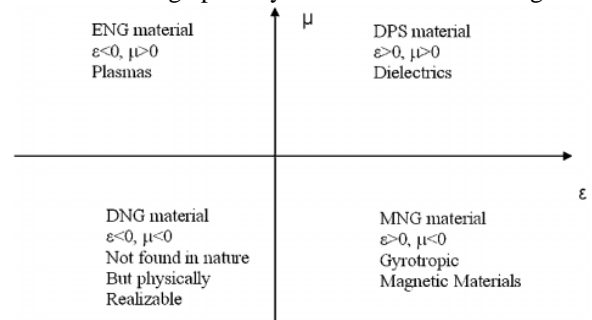 ENG material
ε<0, μ>0
Plasmas
μ
DPS material
ε>0, μ>0
Dielectrics
ε
DNG material
ε<0, μ<0
Not found in nature
But physically
Realizable
MNG material
ε>0, μ<0
Gyrotropic
Magnetic Materials